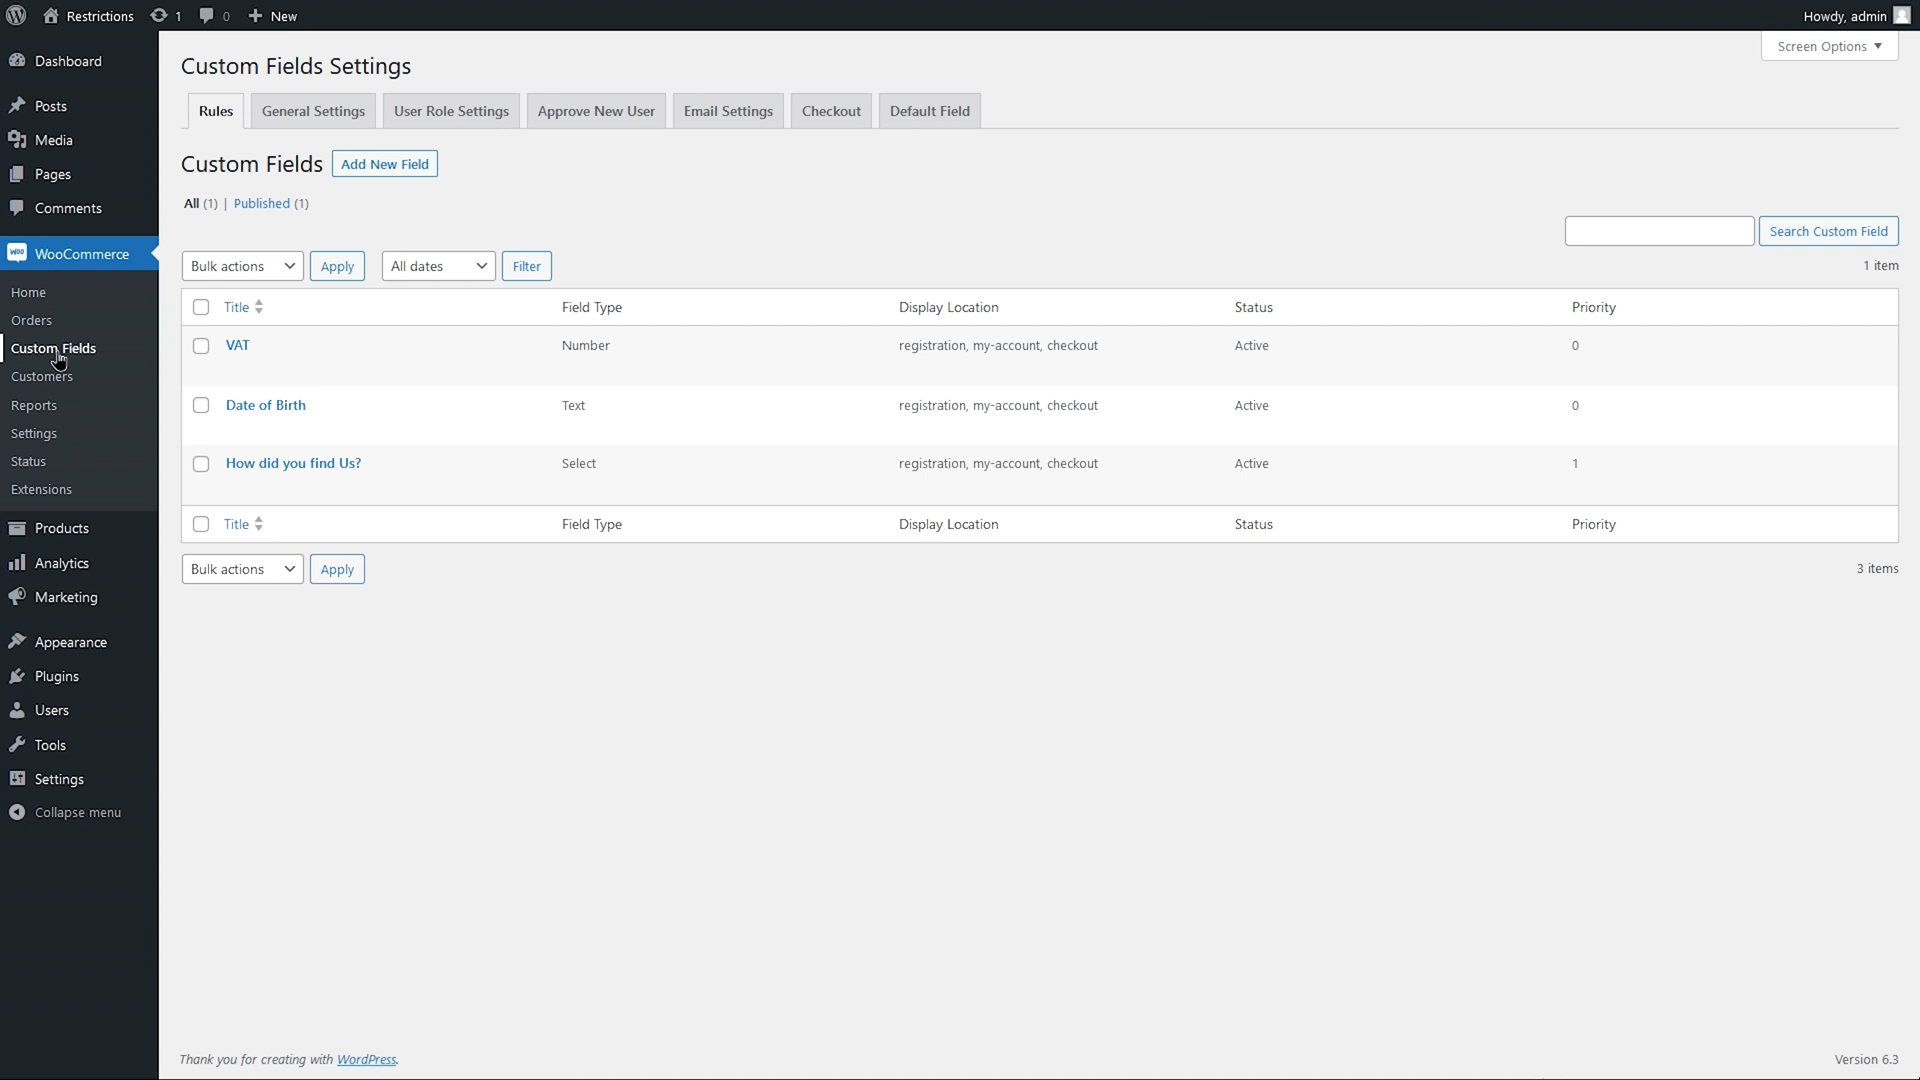 Restrictions 1 0 New Howdy, admin
Screen Options
Dashboard
Posts
Media
Pages
Comments
WooCommerce
Home
Orders
Custom Fields
Customers
Reports
Settings
Status
Extensions
Products
Analytics
Marketing
Appearance
Plugins
Users
Tools
Settings
Collapse menu
Custom Fields Settings
Rules General Settings User Role Settings Approve New User Email Settings Checkout Default Field
Custom Fields Add New Field
All (1) | Published (1)
Search Custom Field
Bulk actions Apply All dates Filter 1 item
Title Field Type Display Location Status Priority
VAT Number registration, my-account, checkout Active 0
Date of Birth Text registration, my-account, checkout Active 0
How did you find Us? Select registration, my-account, checkout Active 1
Title Field Type Display Location Status Priority
Bulk actions Apply 3 items
Thank you for creating with WordPress. Version 6.3